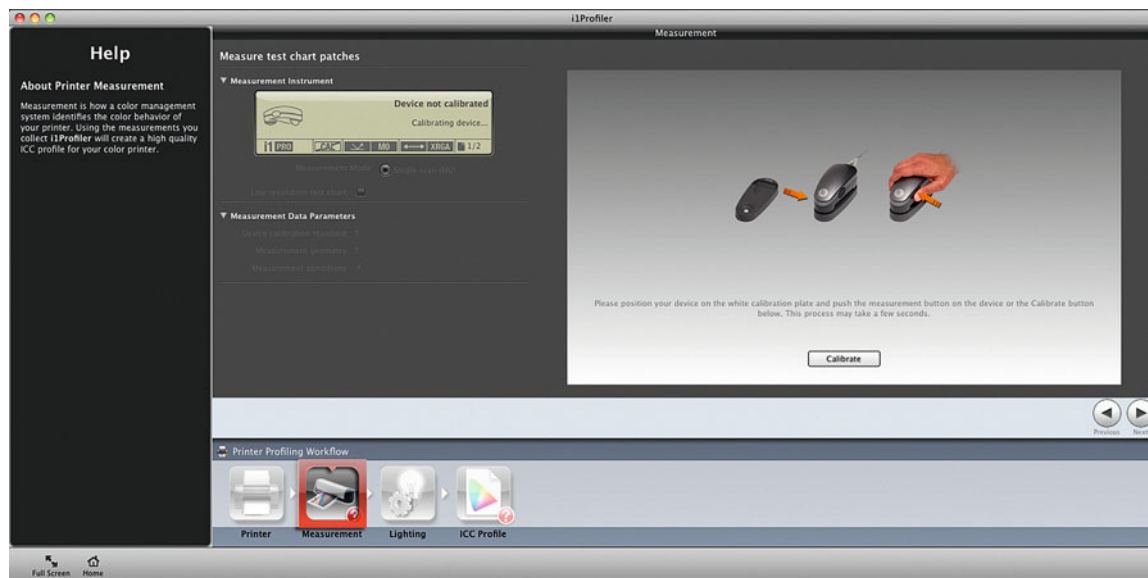 i1Profiler
Help
About Printer Measurement
Measurement is how a color management
system identifies the color behavior of
your printer. Using the measurements you
collect i1Profiler will create a high quality
ICC profile for your color printer.
Measurement
Measure test chart patches
Measurement Instrument
Device not calibrated
Calibrating device...
i1 PRO CAL M0 XRGA 1/2
Measurement Mode: Single scan (M0)
Low resolution test chart:
Measurement Data Parameters
Device calibration standard: ?
Measurement geometry: ?
Measurement conditions: ?
Please position your device on the white calibration plate and push the measurement button on the device or the Calibrate button
below. This process may take a few seconds.
Calibrate
Previous Next
Printer Profiling Workflow
Printer Measurement Lighting ICC Profile
Full Screen Home